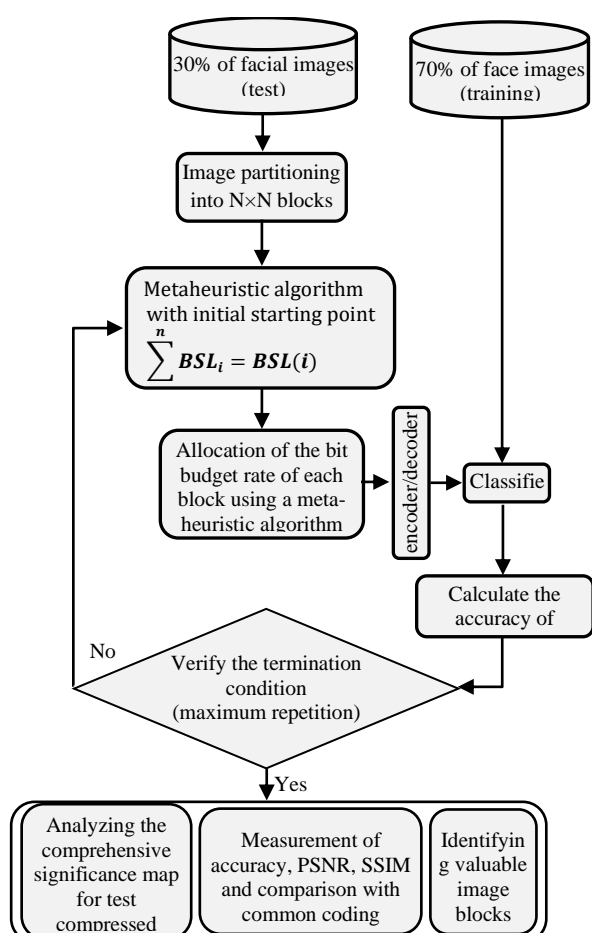 30% of facial images
(test)
70% of face images
(training)
Image partitioning
into N×N blocks
Metaheuristic algorithm
with initial starting point
n
∑ BSL_i = BSL(i)
Allocation of the bit
budget rate of each
block using a meta-
heuristic algorithm
encoder/decoder
Classifie
Calculate the
accuracy of
No
Verify the termination
condition
(maximum repetition)
Yes
Analyzing the
comprehensive
significance map
for test
compressed
Measurement of
accuracy, PSNR, SSIM
and comparison with
common coding
Identifyin
g valuable
image
blocks